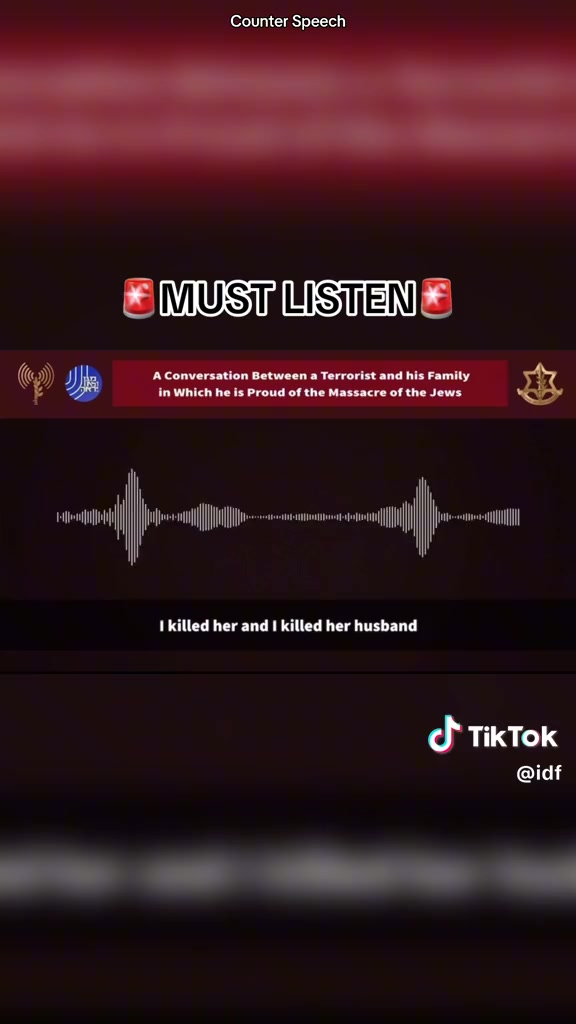 Counter Speech
🚨MUST LISTEN🚨
A Conversation Between a Terrorist and his Family
in Which he is Proud of the Massacre of the Jews
I killed her and I killed her husband
TikTok
@idf